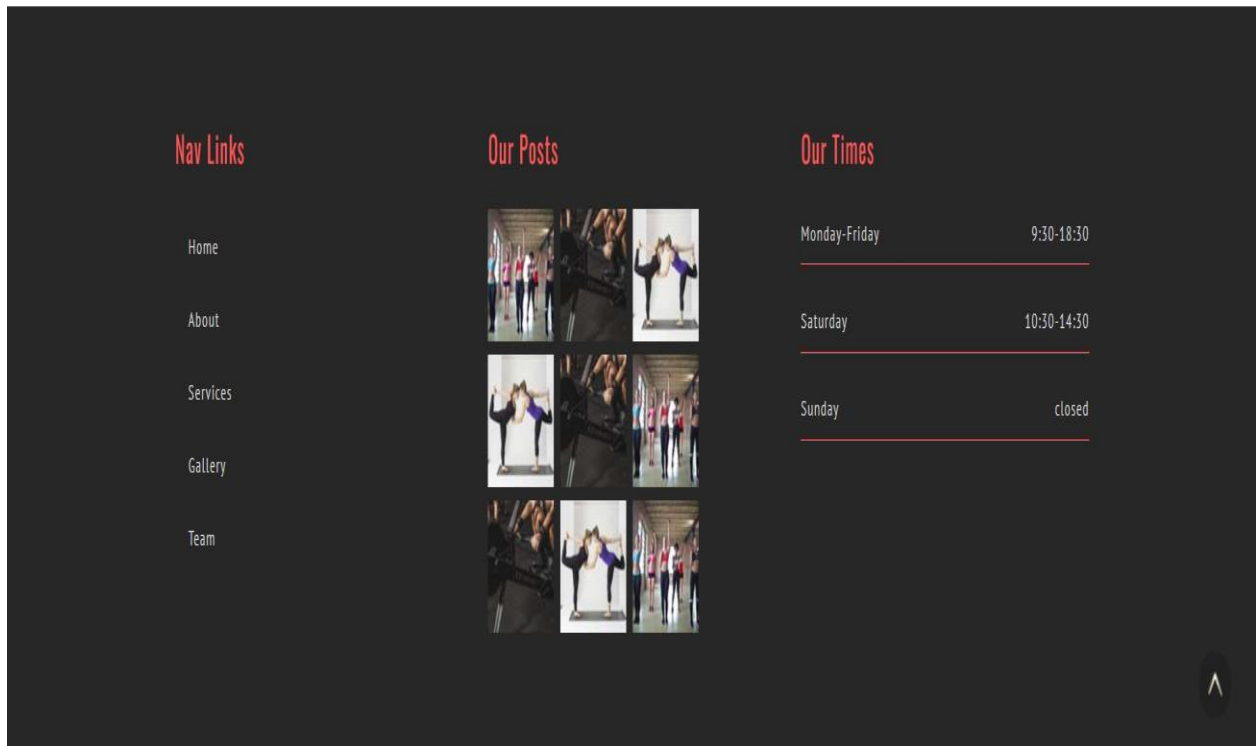 Nav Links
Home
About
Services
Gallery
Team
Our Posts
Our Times
Monday-Friday 9:30-18:30
Saturday 10:30-14:30
Sunday closed